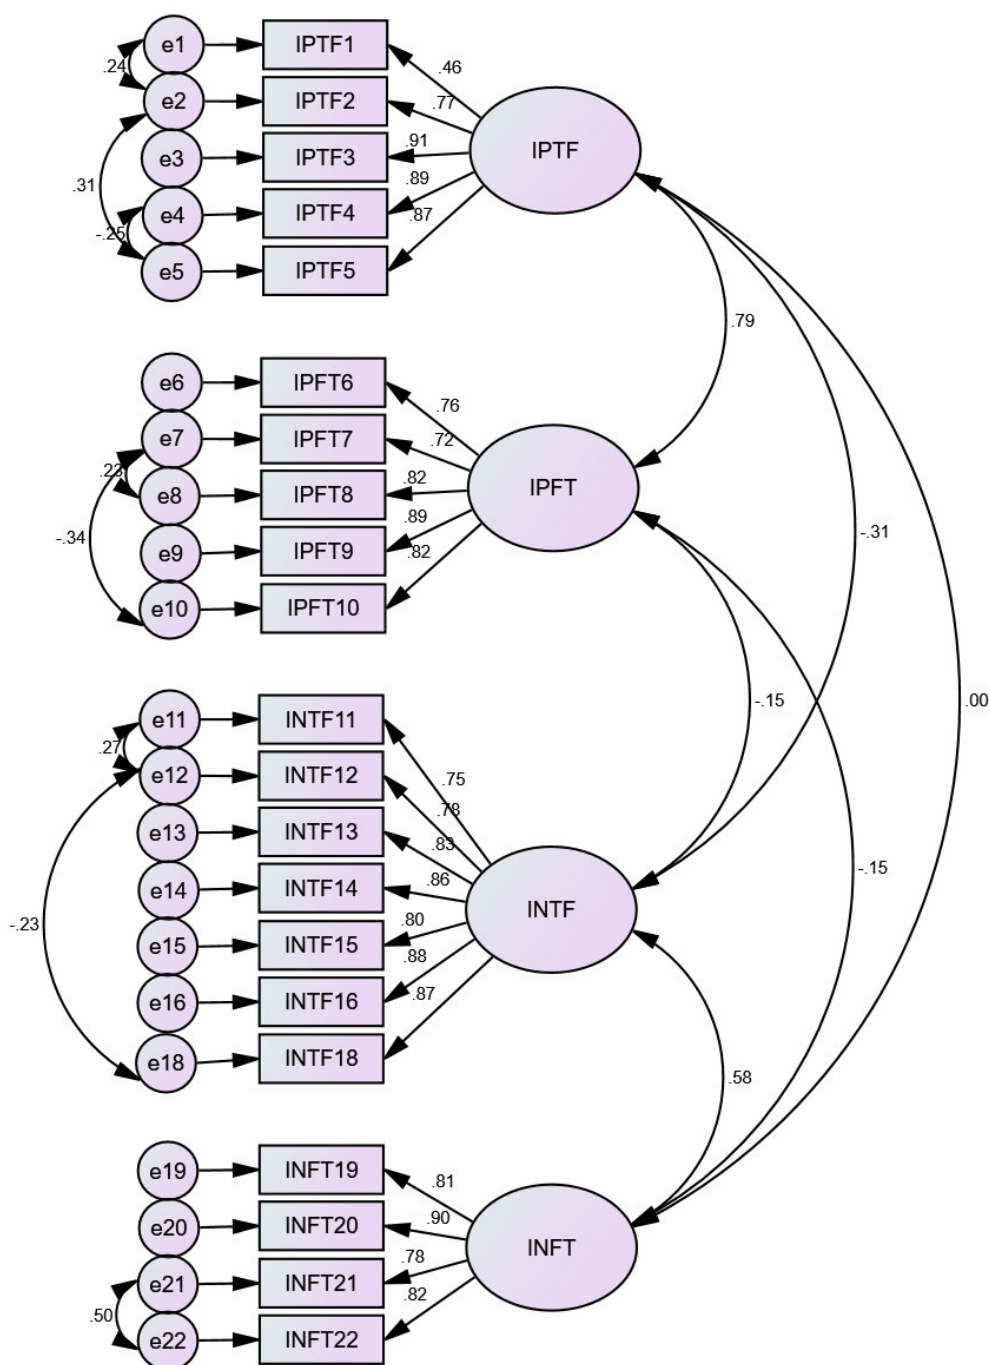 e1 IPTF1
.24 .46
e2 IPTF2 .77
e3 IPTF3 .91 IPTF
.31 .89
e4 IPTF4 .87
-.25
e5 IPTF5
.79
e6 IPFT6 .76
e7 IPFT7 .72
.23 .82
e8 IPFT8 IPFT
-.34 .89
e9 IPFT9 .82
e10 IPFT10
-.31
-.15
.00
e11 INTF11
.27 .75
e12 INTF12 .78
e13 INTF13 .83
e14 INTF14 .86 INTF
-.15
-.23 .80
e15 INTF15 .88
e16 INTF16 .87
e18 INTF18
.58
e19 INFT19 .81
e20 INFT20 .90 INFT
e21 INFT21 .78
.50 .82
e22 INFT22